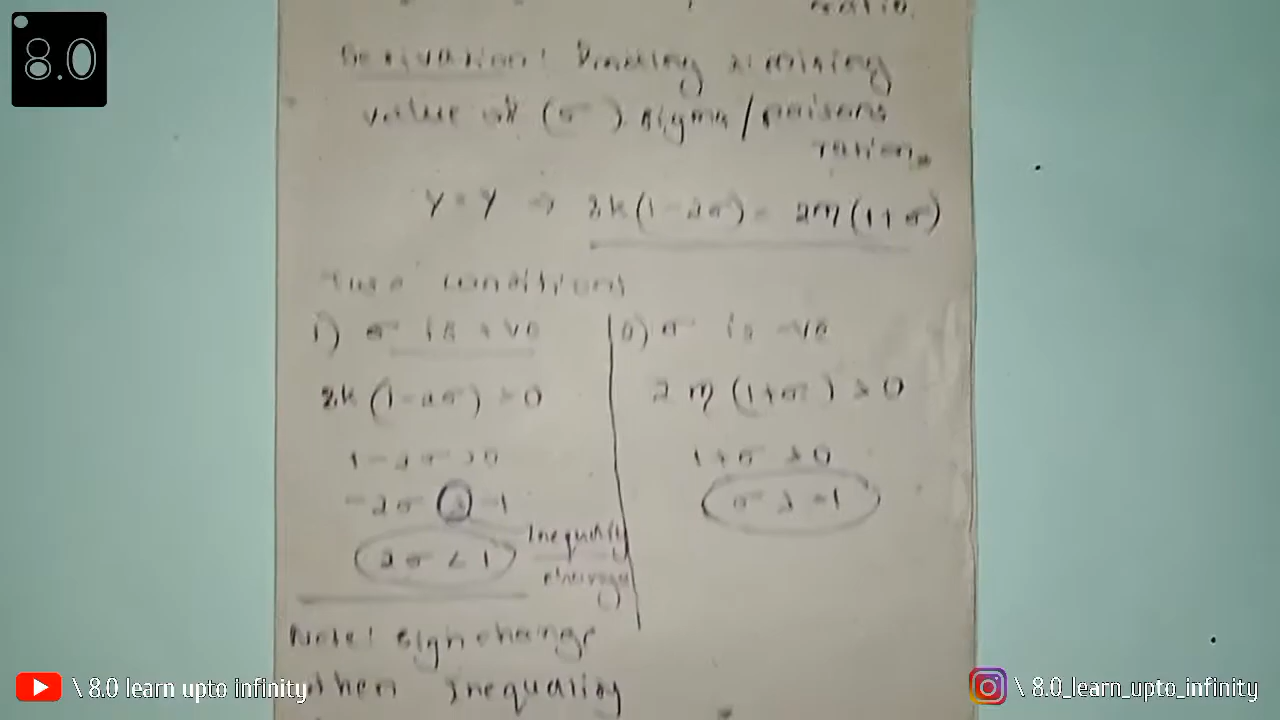 8.0
ratio.
Derivation: Limiting
value of (σ) sigma/poisons
ration.
Y = Y ⇒ 3k(1-2σ) = 2η(1+σ)
Two conditions
i) σ is +ve
3k(1-2σ) > 0
1-2σ > 0
-2σ > -1
2σ < 1
Inequality
change
ii) σ is -ve
2η(1+σ) > 0
1+σ > 0
σ > -1
Note: sign change
when inequality
\ 8.0 learn upto infinity
\ 8.0_learn_upto_infinity